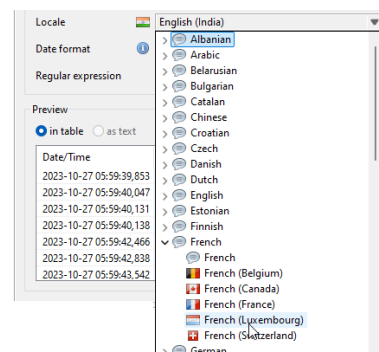 Locale
English (India)
Date format
Regular expression
Preview
in table
as text
Date/Time
2023-10-27 05:59:39,853
2023-10-27 05:59:40,047
2023-10-27 05:59:40,131
2023-10-27 05:59:40,138
2023-10-27 05:59:42,466
2023-10-27 05:59:42,838
2023-10-27 05:59:43,542
Albanian
Arabic
Belarusian
Bulgarian
Catalan
Chinese
Croatian
Czech
Danish
Dutch
English
Estonian
Finnish
French
French
French (Belgium)
French (Canada)
French (France)
French (Luxembourg)
French (Switzerland)
German